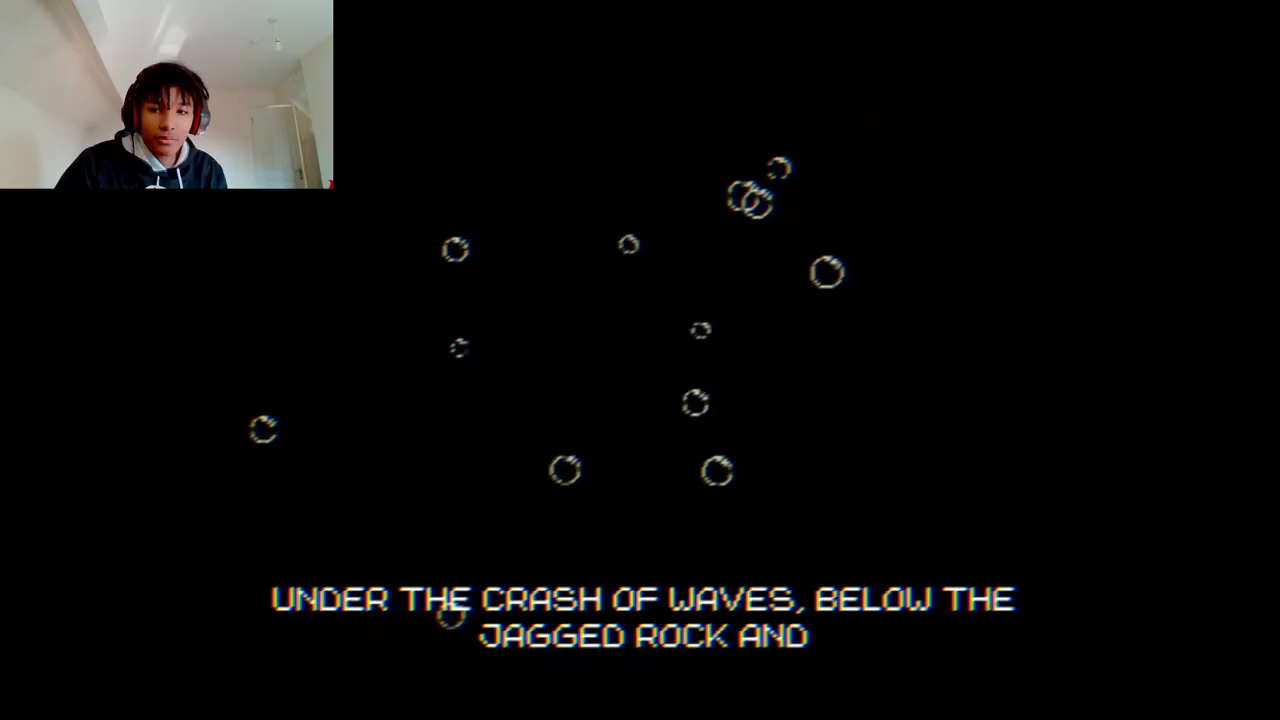 UNDER THE CRASH OF WAVES, BELOW THE
JAGGED ROCK AND